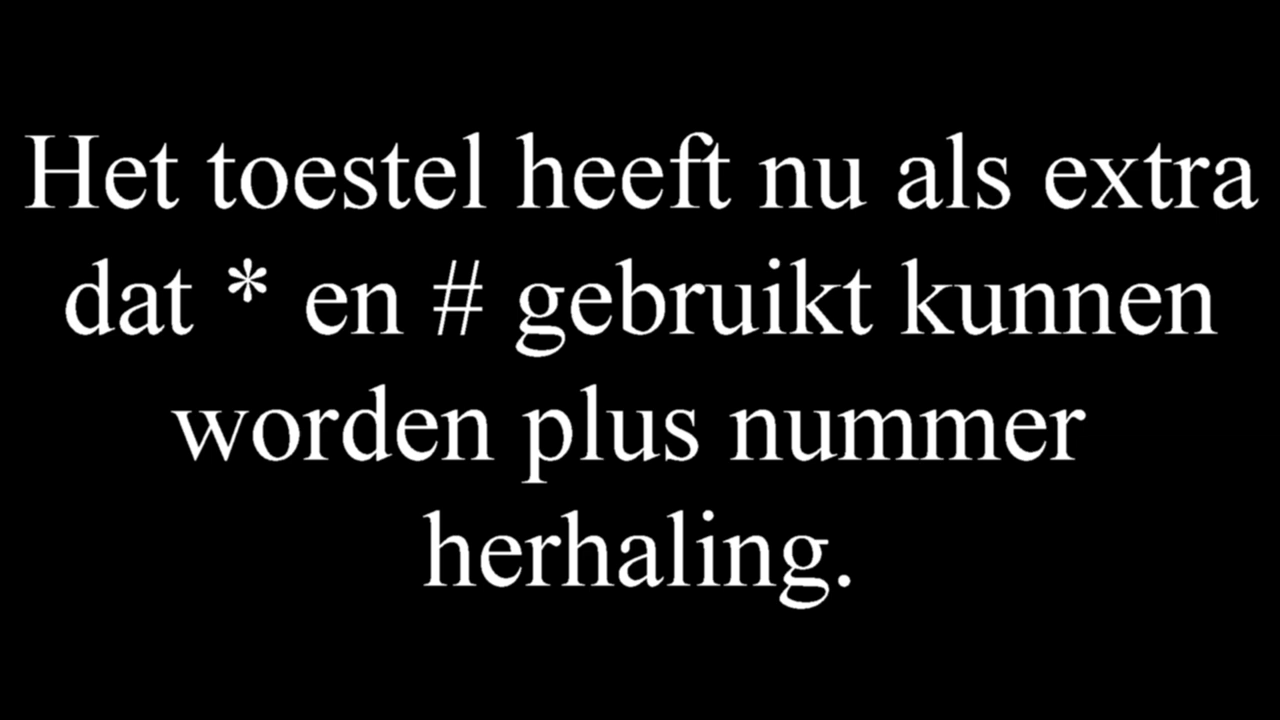 Het toestel heeft nu als extra
dat * en # gebruikt kunnen
worden plus nummer
herhaling.